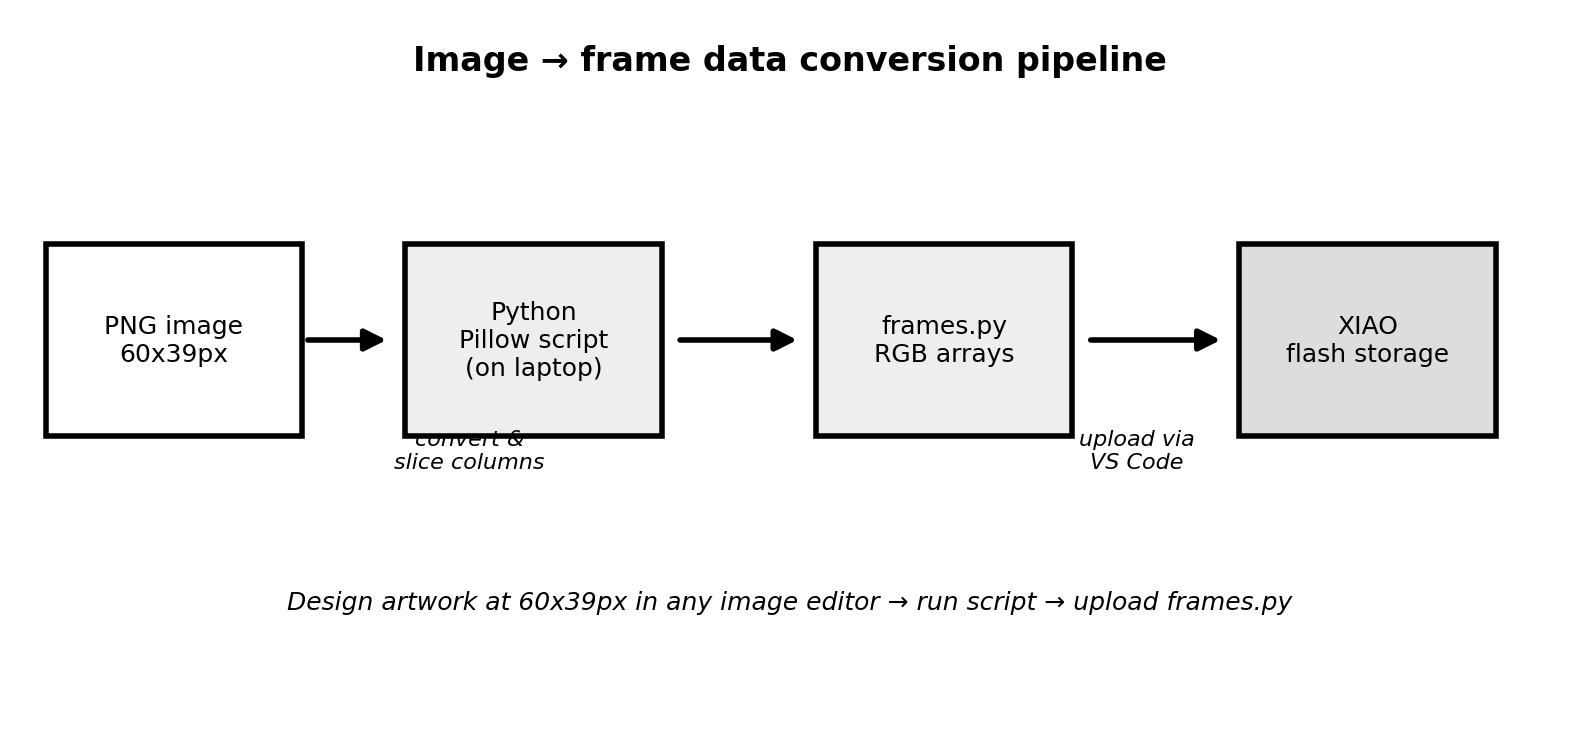 Image → frame data conversion pipeline
PNG image
60x39px
Python
Pillow script
(on laptop)
frames.py
RGB arrays
XIAO
flash storage
convert &
slice columns
upload via
VS Code
Design artwork at 60x39px in any image editor → run script → upload frames.py